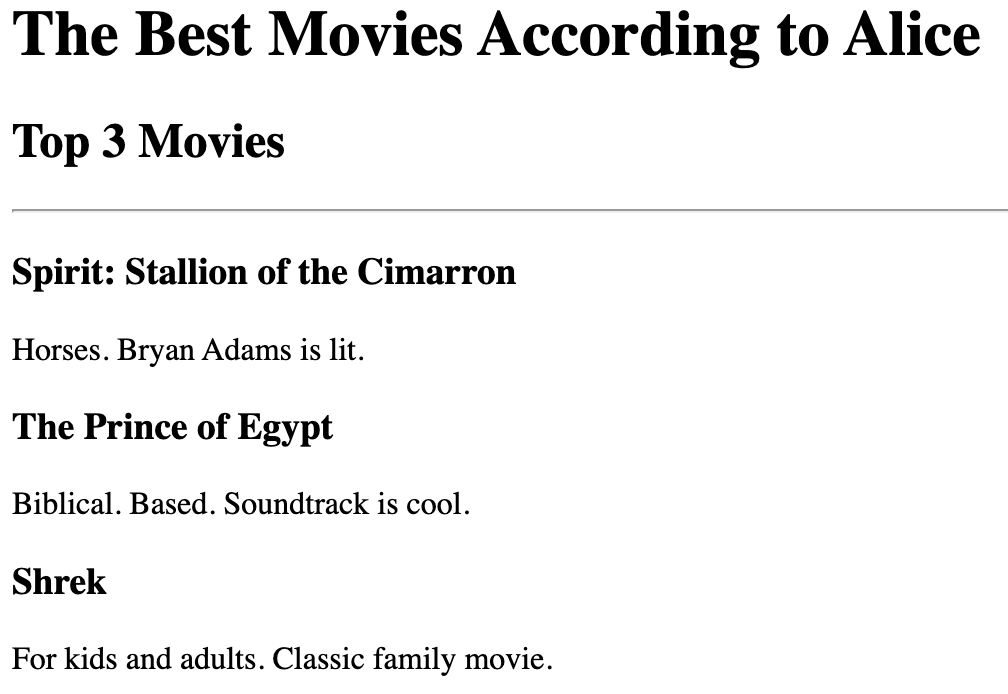 The Best Movies According to Alice
Top 3 Movies
Spirit: Stallion of the Cimarron
Horses. Bryan Adams is lit.
The Prince of Egypt
Biblical. Based. Soundtrack is cool.
Shrek
For kids and adults. Classic family movie.